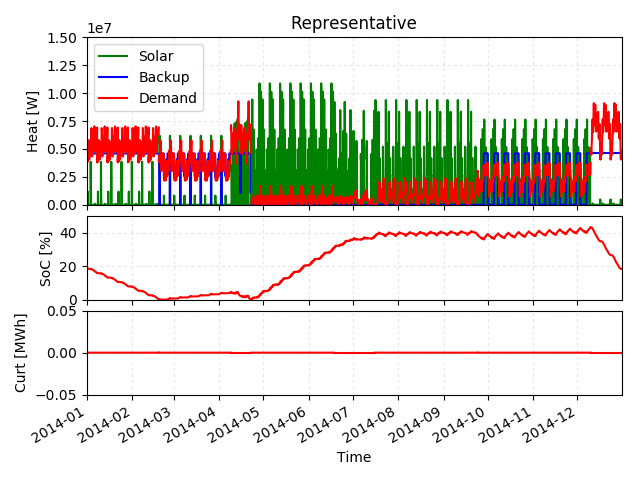 Representative
1e7
1.50
1.25
1.00
0.75
0.50
0.25
0.00
Heat [W]
Solar
Backup
Demand
40
20
0
SoC [%]
0.05
0.00
−0.05
Curt [MWh]
2014-01
2014-02
2014-03
2014-04
2014-05
2014-06
2014-07
2014-08
2014-09
2014-10
2014-11
2014-12
Time